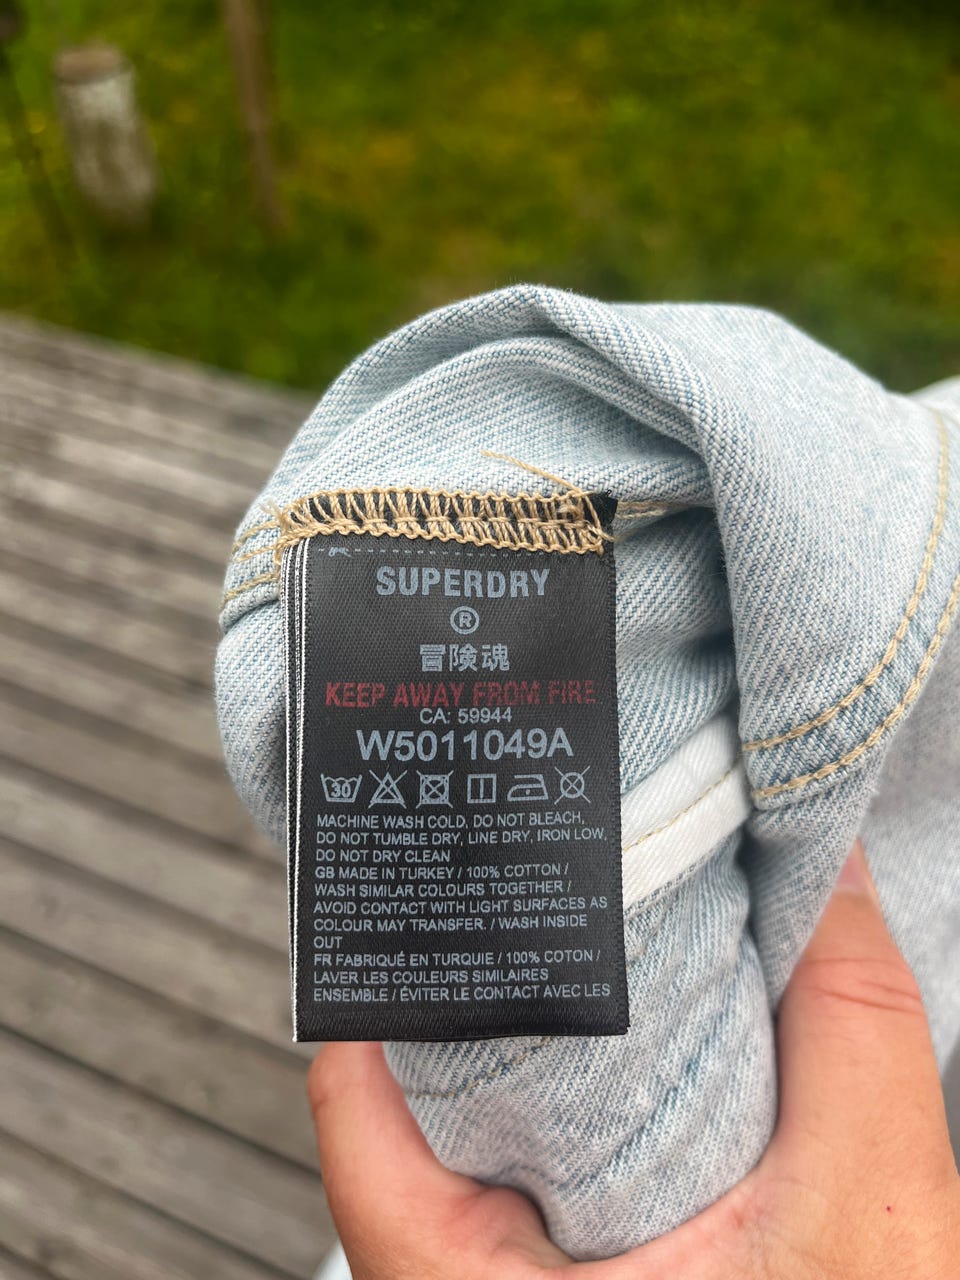 SUPERDRY
®
冒険魂
KEEP AWAY FROM FIRE
CA: 59944
W5011049A
30
MACHINE WASH COLD, DO NOT BLEACH,
DO NOT TUMBLE DRY, LINE DRY, IRON LOW,
DO NOT DRY CLEAN
GB MADE IN TURKEY / 100% COTTON /
WASH SIMILAR COLOURS TOGETHER /
AVOID CONTACT WITH LIGHT SURFACES AS
COLOUR MAY TRANSFER. / WASH INSIDE
OUT
FR FABRIQUÉ EN TURQUIE / 100% COTON /
LAVER LES COULEURS SIMILAIRES
ENSEMBLE / ÉVITER LE CONTACT AVEC LES